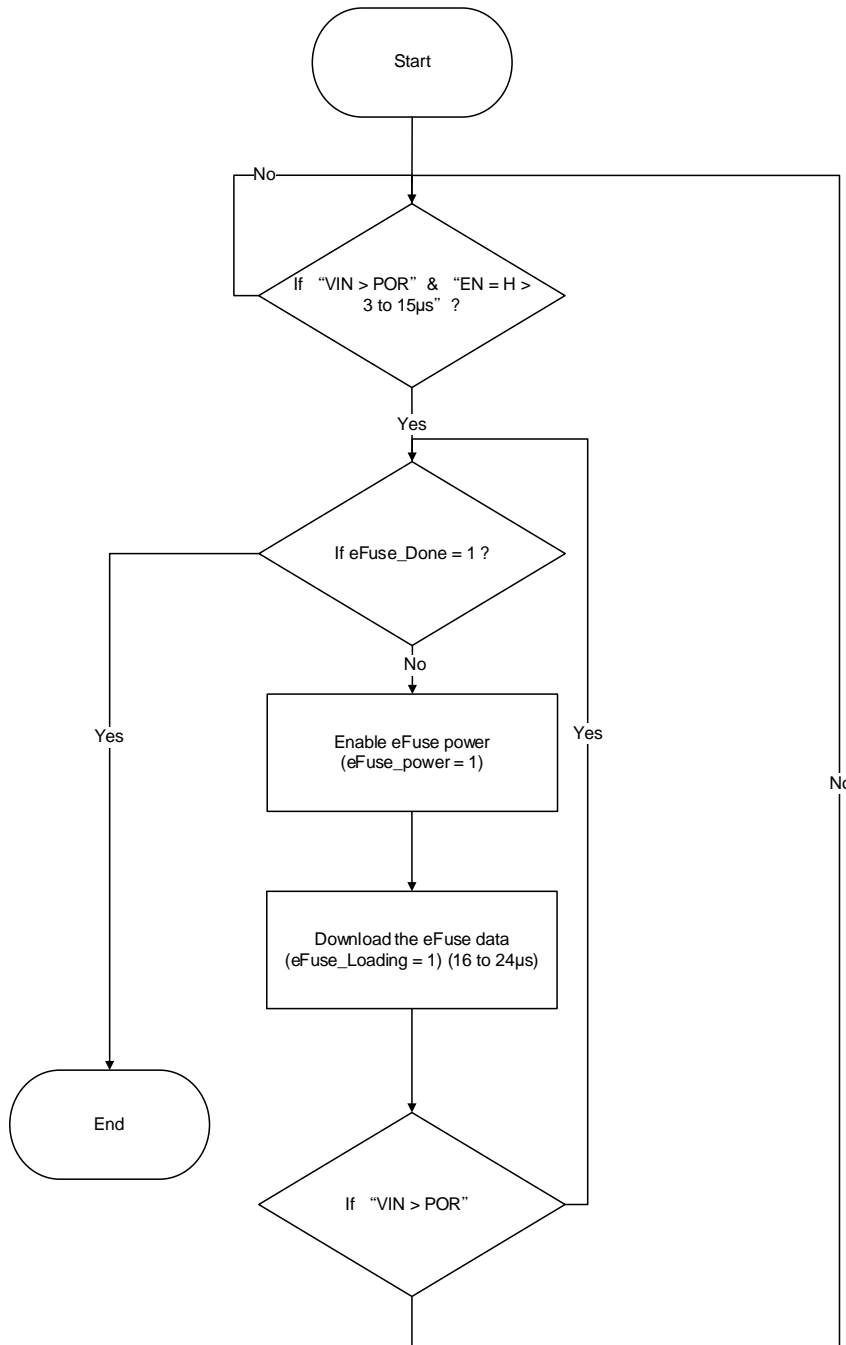 Start
No
If “VIN > POR” & “EN = H >
3 to 15µs” ?
Yes
If eFuse_Done = 1 ?
No
Yes
Enable eFuse power
(eFuse_power = 1)
Yes
No
Download the eFuse data
(eFuse_Loading = 1) (16 to 24µs)
End
If “VIN > POR”